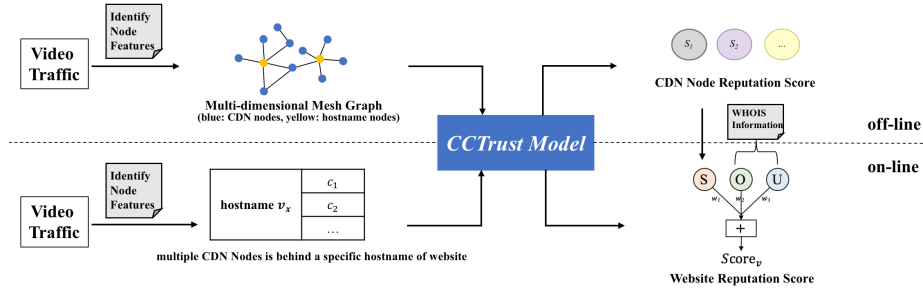 Identify
Node
Features
Video
Traffic
Multi-dimensional Mesh Graph
(blue: CDN nodes, yellow: hostname nodes)
S1
S2
...
CDN Node Reputation Score
WHOIS
Information
off-line
CCTrust Model
on-line
Identify
Node
Features
Video
Traffic
hostname vx
c1
c2
...
multiple CDN Nodes is behind a specific hostname of website
S
O
U
w1
w2
w3
+
Scorev
Website Reputation Score